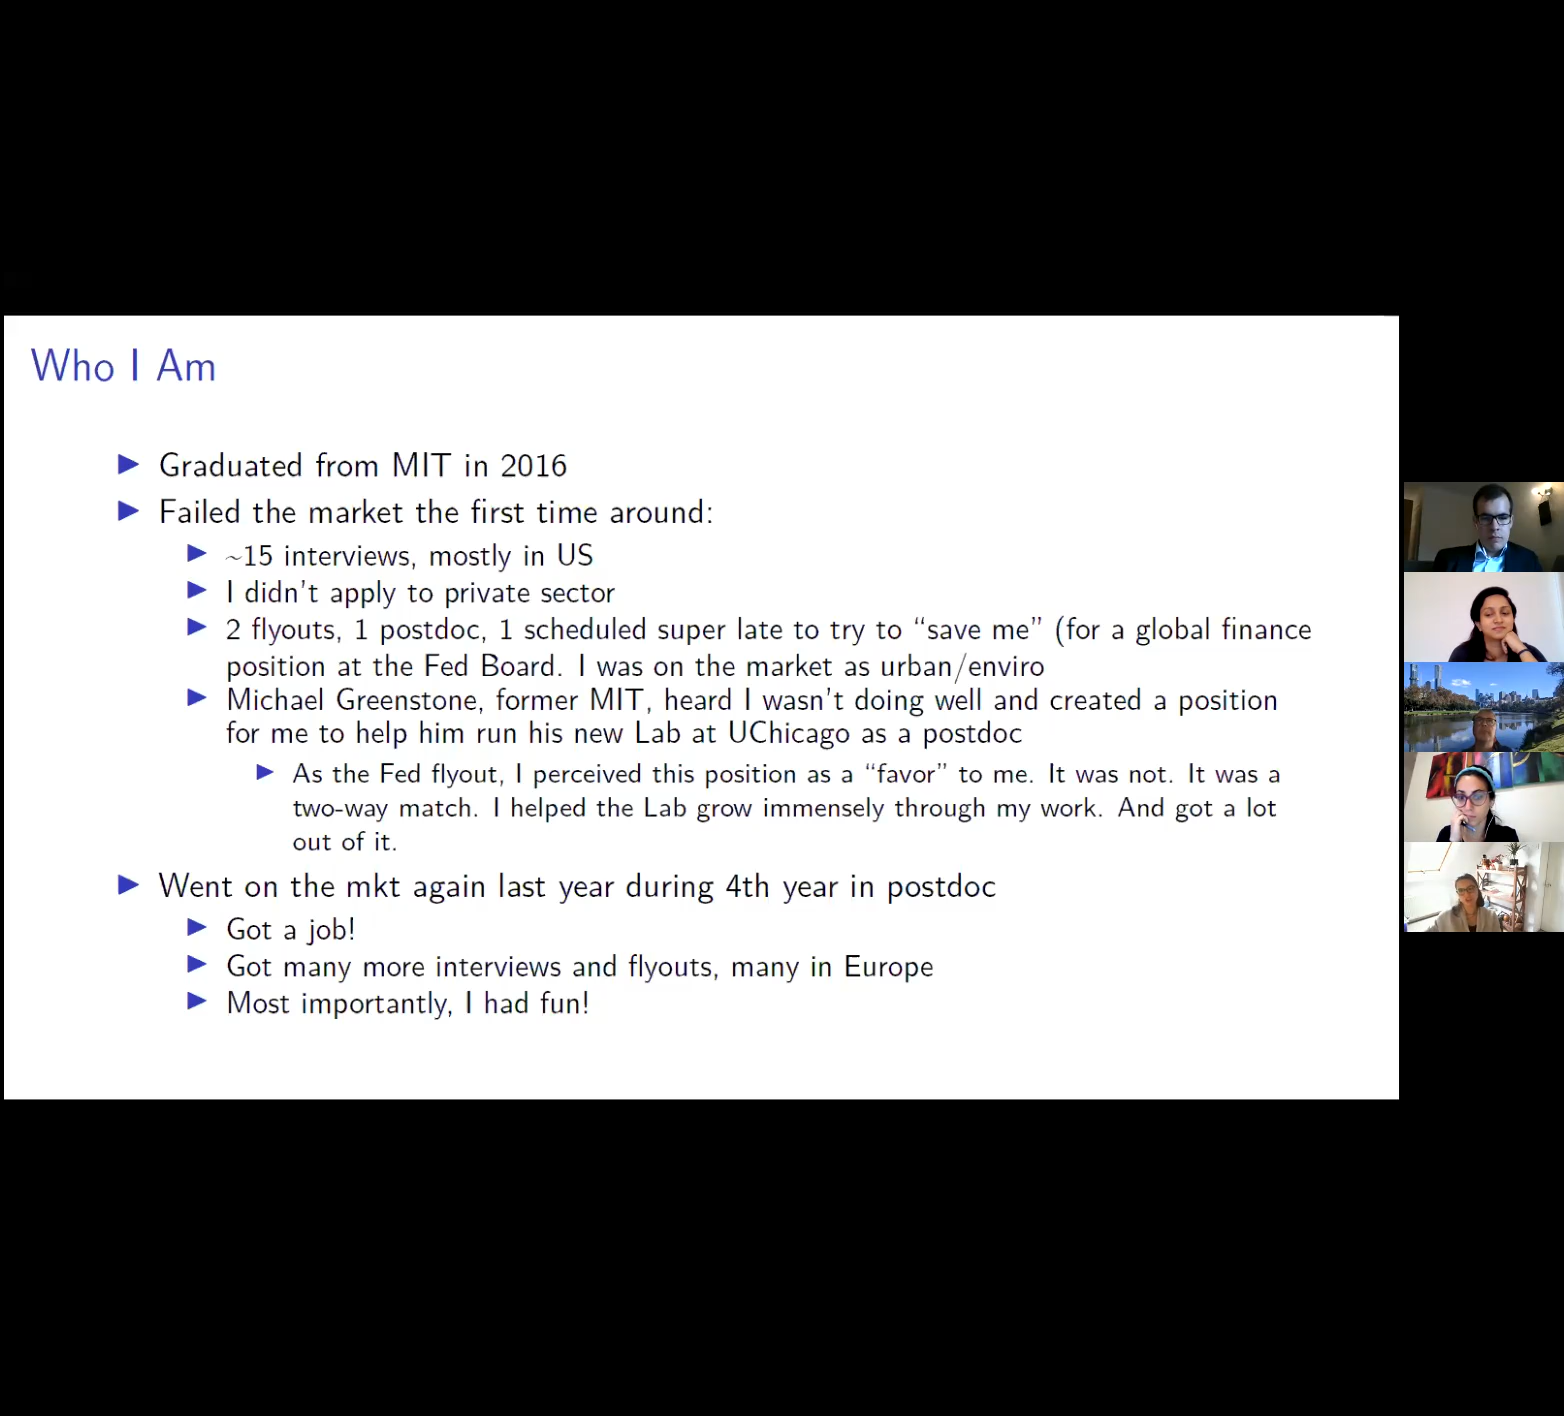 Who I Am
▶ Graduated from MIT in 2016
▶ Failed the market the first time around:
▶ ~15 interviews, mostly in US
▶ I didn't apply to private sector
▶ 2 flyouts, 1 postdoc, 1 scheduled super late to try to “save me” (for a global finance
position at the Fed Board. I was on the market as urban/enviro
▶ Michael Greenstone, former MIT, heard I wasn't doing well and created a position
for me to help him run his new Lab at UChicago as a postdoc
▶ As the Fed flyout, I perceived this position as a “favor” to me. It was not. It was a
two-way match. I helped the Lab grow immensely through my work. And got a lot
out of it.
▶ Went on the mkt again last year during 4th year in postdoc
▶ Got a job!
▶ Got many more interviews and flyouts, many in Europe
▶ Most importantly, I had fun!